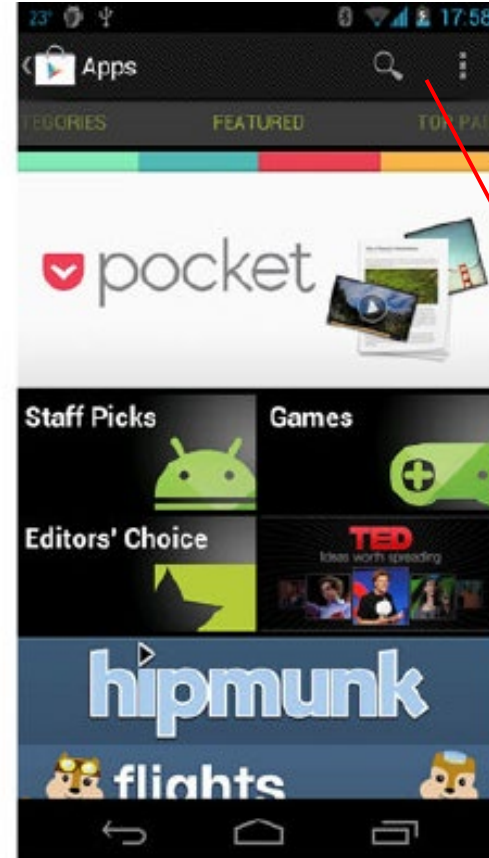 23° 17:58
Apps
TEGORIES FEATURED TOP PAI
pocket
Staff Picks Games
Editors' Choice TED
Ideas worth spreading
hipmunk
flights